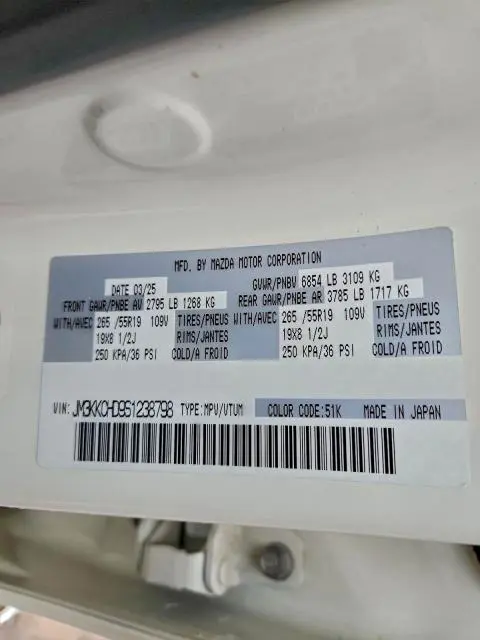 MFD. BY MAZDA MOTOR CORPORATION
DATE 03/25 GVWR/PNBV 6854 LB 3109 KG
FRONT GAWR/PNBE AV 2795 LB 1268 KG REAR GAWR/PNBE AR 3785 LB 1717 KG
WITH/AVEC 265 /55R19 109V TIRES/PNEUS WITH/AVEC 265 /55R19 109V TIRES/PNEUS
19X8 1/2J RIMS/JANTES 19X8 1/2J RIMS/JANTES
250 KPA/36 PSI COLD/A FROID 250 KPA/36 PSI COLD/A FROID
VIN: JM3KKCHD9S1238798 TYPE:MPV/VTUM COLOR CODE:51K MADE IN JAPAN